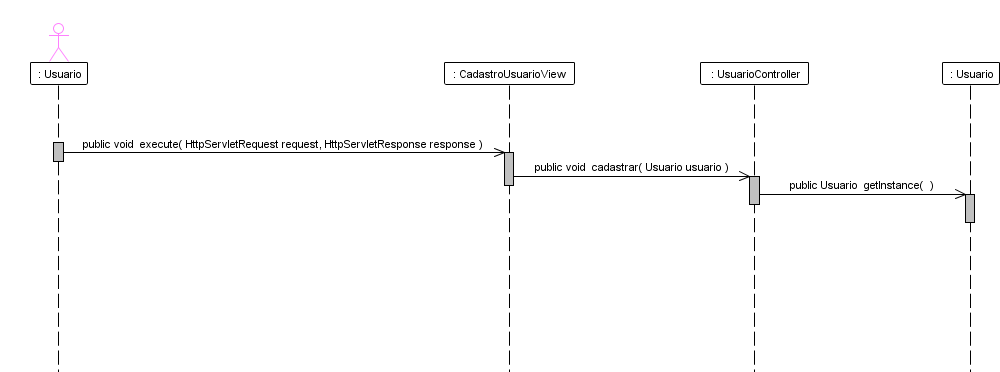 : Usuario
: CadastroUsuarioView
: UsuarioController
: Usuario
public void execute( HttpServletRequest request, HttpServletResponse response )
public void cadastrar( Usuario usuario )
public Usuario getInstance( )